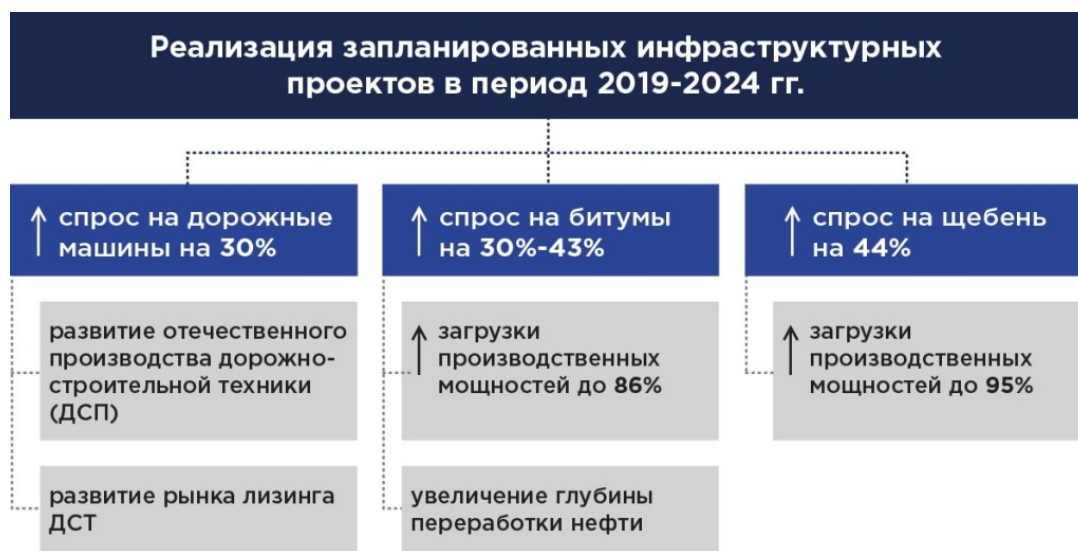 Реализация запланированных инфраструктурных
проектов в период 2019-2024 гг.
спрос на дорожные
машины на 30%
спрос на битумы
на 30%-43%
спрос на щебень
на 44%
развитие отечественного
производства дорожно-
строительной техники
(ДСП)
загрузки
производственных
мощностей до 86%
загрузки
производственных
мощностей до 95%
развитие рынка лизинга
ДСТ
увеличение глубины
переработки нефти